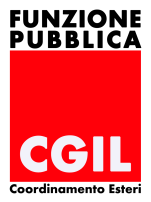 FUNZIONE
PUBBLICA
CGIL
Coordinamento Esteri